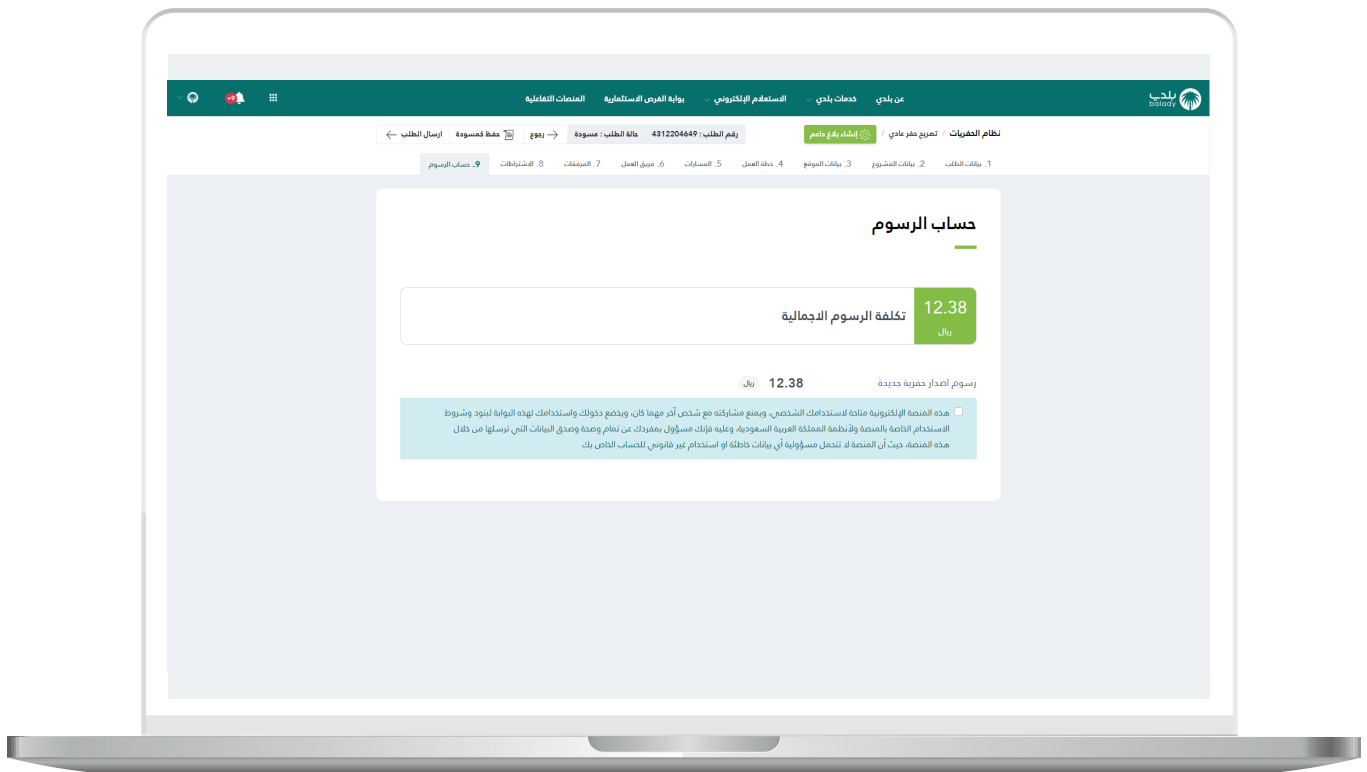 بلدي
balady
عن بلدي
خدمات بلدي
الاستعلام الإلكتروني
بوابة الفرص الاستثمارية
المنصات التفاعلية
+9
نظام الحفريات / تصريح حفر عادي /
إنشاء بلاغ داعم
رقم الطلب : 4312204649
حالة الطلب : مسودة
رجوع
حفظ كمسودة
ارسال الطلب
1. بيانات الطلب
2. بيانات المشروع
3. بيانات الموقع
4. خطة العمل
5. المسارات
6. فريق العمل
7. المرفقات
8. الاشتراطات
9. حساب الرسوم
حساب الرسوم
12.38
ريال
تكلفة الرسوم الاجمالية
رسوم اصدار حفرية جديدة
12.38 ريال
هذه المنصة الإلكترونية متاحة لاستخدامك الشخصي، ويمنع مشاركته مع شخص آخر مهما كان، ويخضع دخولك واستخدامك لهذه البوابة لبنود وشروط
الاستخدام الخاصة بالمنصة ولأنظمة المملكة العربية السعودية، وعليه فإنك مسؤول بمفردك عن تمام وصحة وصدق البيانات التي ترسلها من خلال
هذه المنصة، حيث أن المنصة لا تتحمل مسؤولية أي بيانات خاطئة او استخدام غير قانوني للحساب الخاص بك